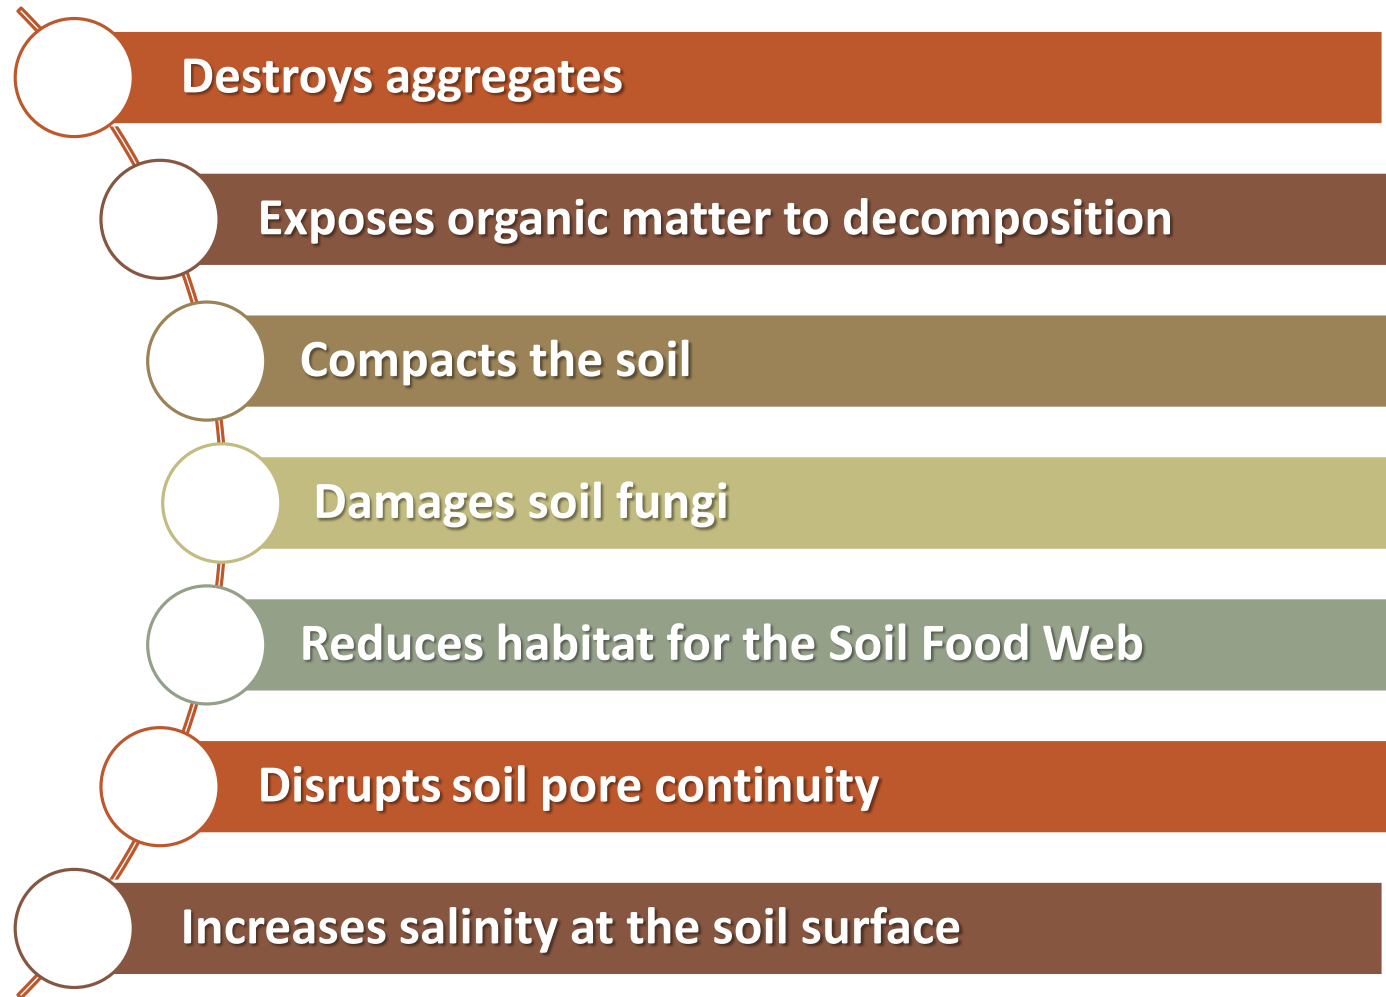 Destroys aggregates
Exposes organic matter to decomposition
Compacts the soil
Damages soil fungi
Reduces habitat for the Soil Food Web
Disrupts soil pore continuity
Increases salinity at the soil surface